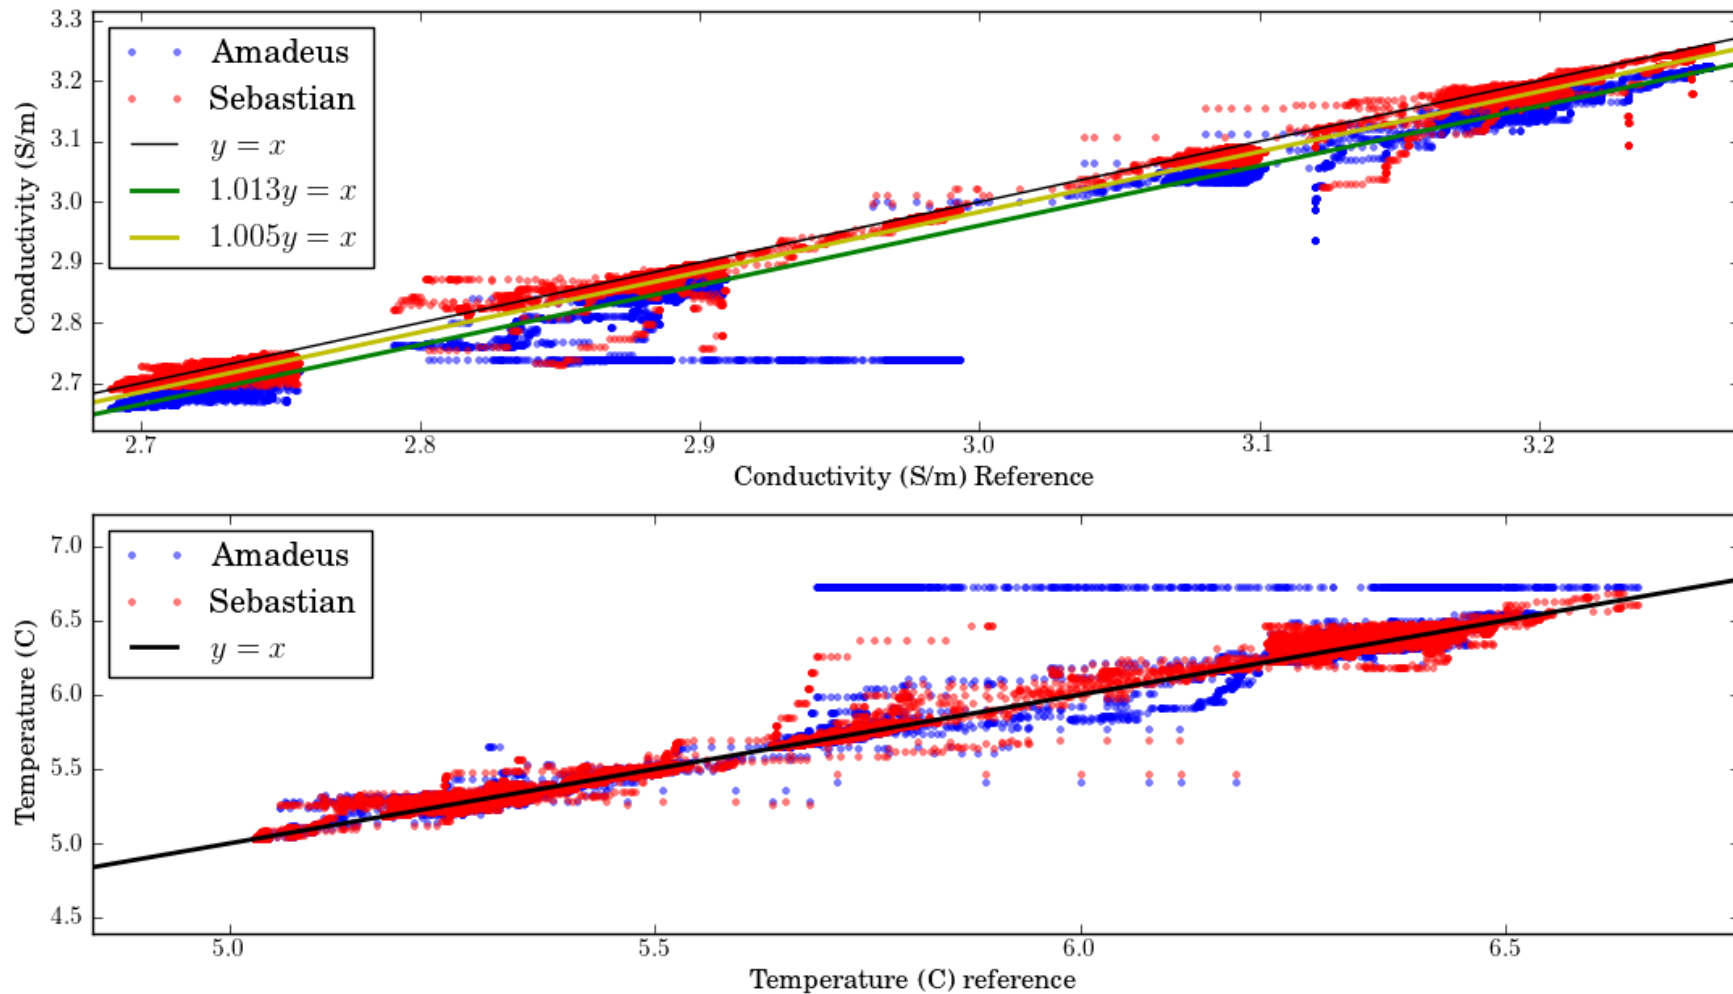 3.3
3.2
3.1
3.0
2.9
2.8
2.7
Conductivity (S/m)
Amadeus
Sebastian
y = x
1.013y = x
1.005y = x
2.7 2.8 2.9 3.0 3.1 3.2
Conductivity (S/m) Reference
7.0
6.5
6.0
5.5
5.0
4.5
Temperature (C)
Amadeus
Sebastian
y = x
5.0 5.5 6.0 6.5
Temperature (C) reference